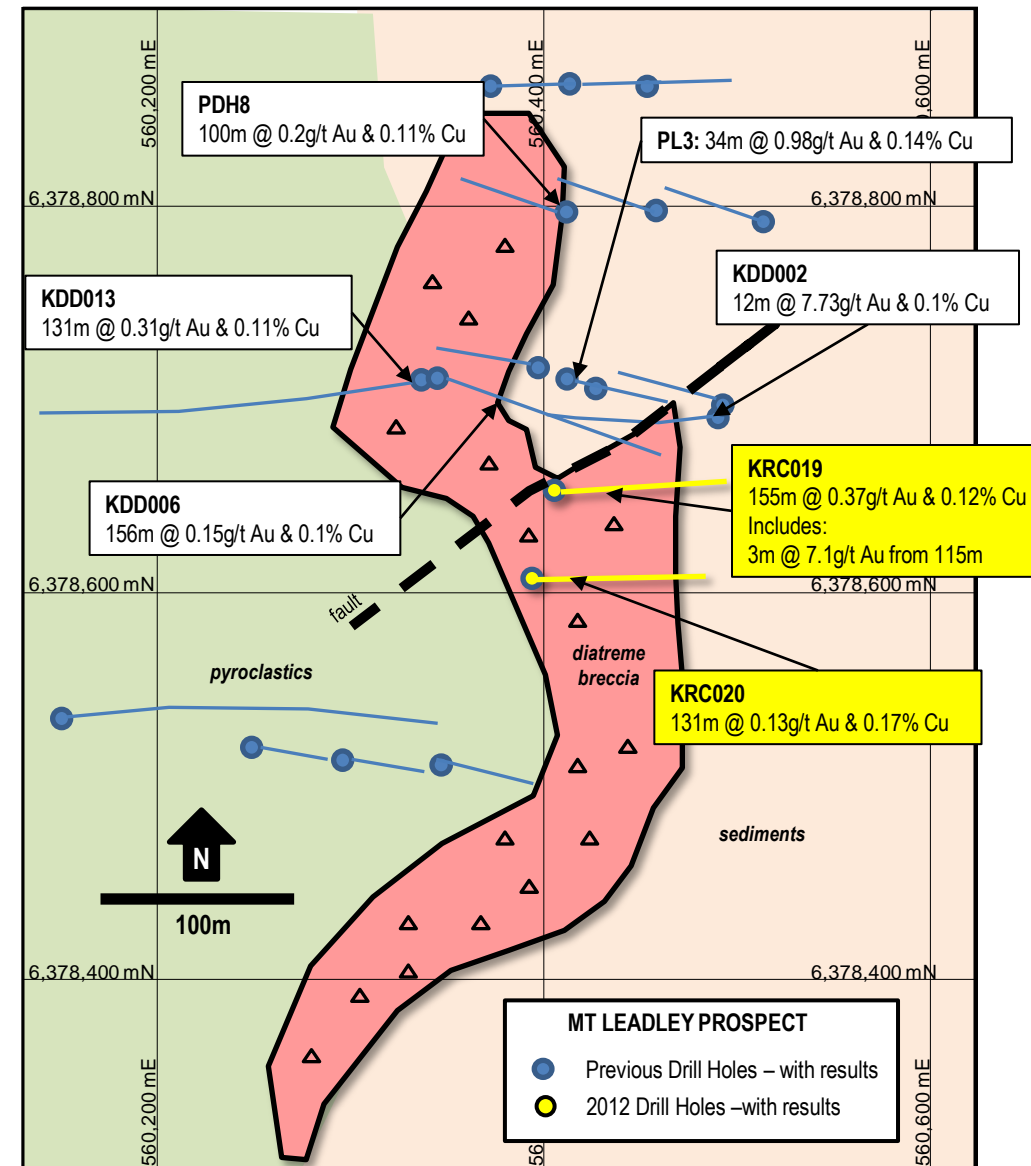 560,200 mE
560,400 mE
,600 mE
PDH8
100m @ 0.2g/t Au & 0.11% Cu
PL3: 34m @ 0.98g/t Au & 0.14% Cu
6,378,800 mN
6,378,800 mN
KDD002
12m @ 7.73g/t Au & 0.1% Cu
KDD013
131m @ 0.31g/t Au & 0.11% Cu
KRC019
155m @ 0.37g/t Au & 0.12% Cu
Includes:
3m @ 7.1g/t Au from 115m
KDD006
156m @ 0.15g/t Au & 0.1% Cu
6,378,600 mN
6,378,600 mN
fault
pyroclastics
diatreme
breccia
KRC020
131m @ 0.13g/t Au & 0.17% Cu
sediments
N
100m
6,378,400 mN
6,378,400 mN
MT LEADLEY PROSPECT
Previous Drill Holes – with results
2012 Drill Holes –with results
560,200 mE
56
560,600 mE